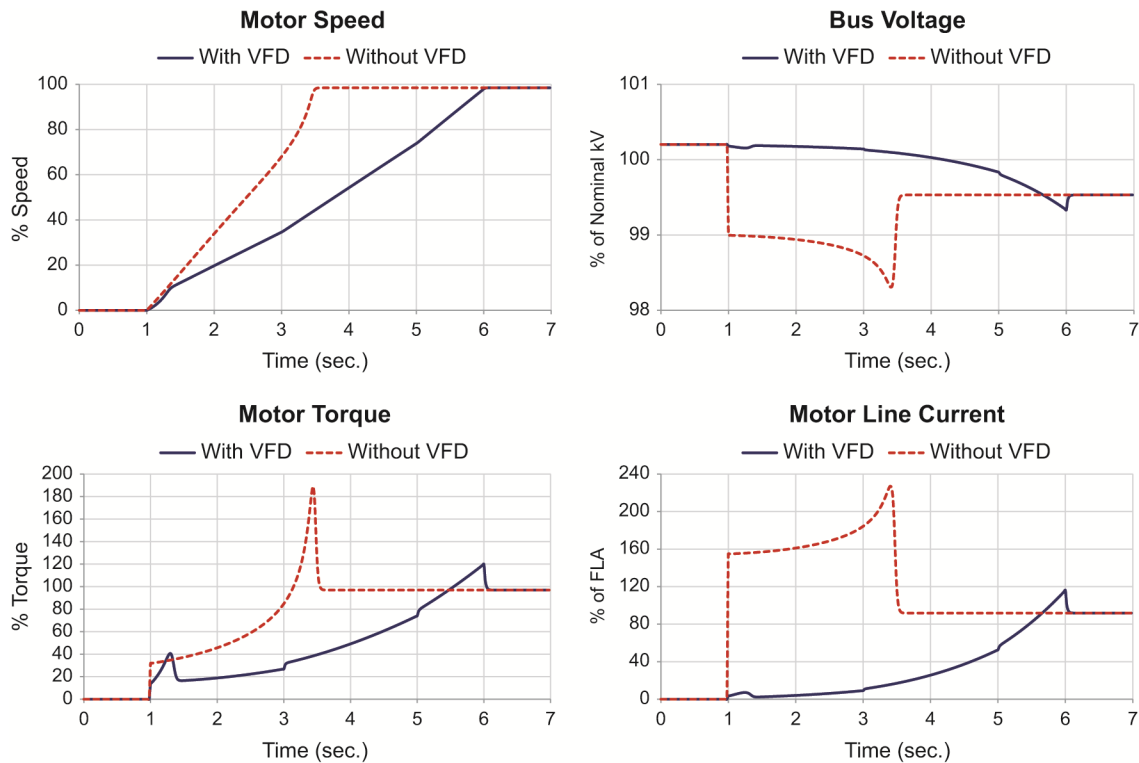 Motor Speed
With VFD Without VFD
100
80
60
40
20
0
% Speed
0 1 2 3 4 5 6 7
Time (sec.)
Bus Voltage
With VFD Without VFD
101
100
99
98
% of Nominal kV
0 1 2 3 4 5 6 7
Time (sec.)
Motor Torque
With VFD Without VFD
200
180
160
140
120
100
80
60
40
20
0
% Torque
0 1 2 3 4 5 6 7
Time (sec.)
Motor Line Current
With VFD Without VFD
240
200
160
120
80
40
0
% of FLA
0 1 2 3 4 5 6 7
Time (sec.)